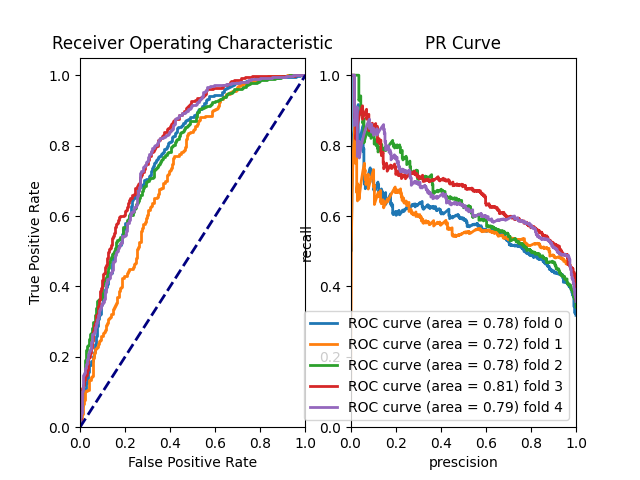 Receiver Operating Characteristic
PR Curve
1.0
0.8
0.6
0.4
0.2
0.0
True Positive Rate
0.0 0.2 0.4 0.6 0.8 1.0
False Positive Rate
1.0
0.8
0.6
0.4
0.2
0.0
recall
ROC curve (area = 0.78) fold 0
ROC curve (area = 0.72) fold 1
ROC curve (area = 0.78) fold 2
ROC curve (area = 0.81) fold 3
ROC curve (area = 0.79) fold 4
0.0 0.2 0.4 0.6 0.8 1.0
prescision